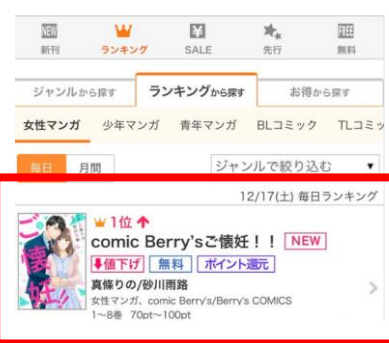 NEW
新刊
ランキング
¥
SALE
先行
FREE
無料
ジャンルから探す
ランキングから探す
お得から探す
女性マンガ
少年マンガ
青年マンガ
BLコミック
TLコミッ
毎日
月間
ジャンルで絞り込む
12/17(土) 毎日ランキング
1位
comic Berry'sご懐妊!! NEW
値下げ 無料 ポイント還元
真條りの/砂川雨路
女性マンガ、comic Berry's/Berry's COMICS
1~8巻 70pt~100pt
ご懐妊!!